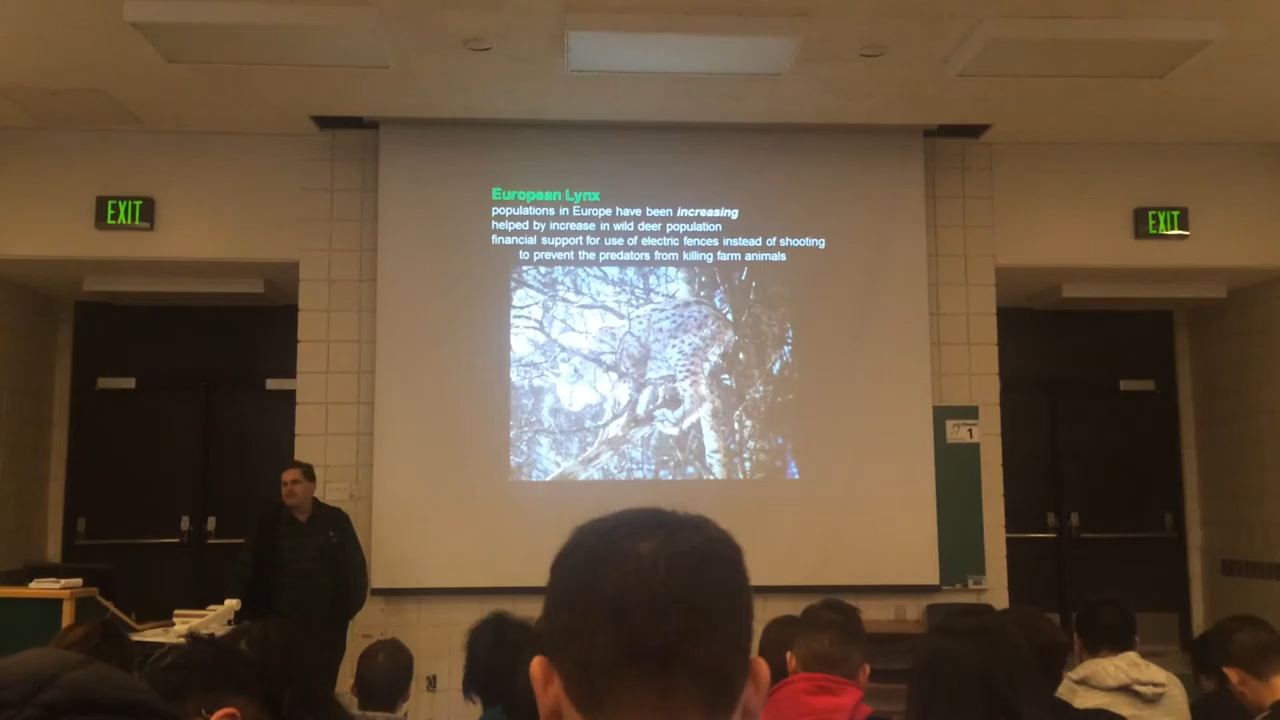 European Lynx
populations in Europe have been increasing
helped by increase in wild deer population
financial support for use of electric fences instead of shooting
to prevent the predators from killing farm animals
EXIT
EXIT
1